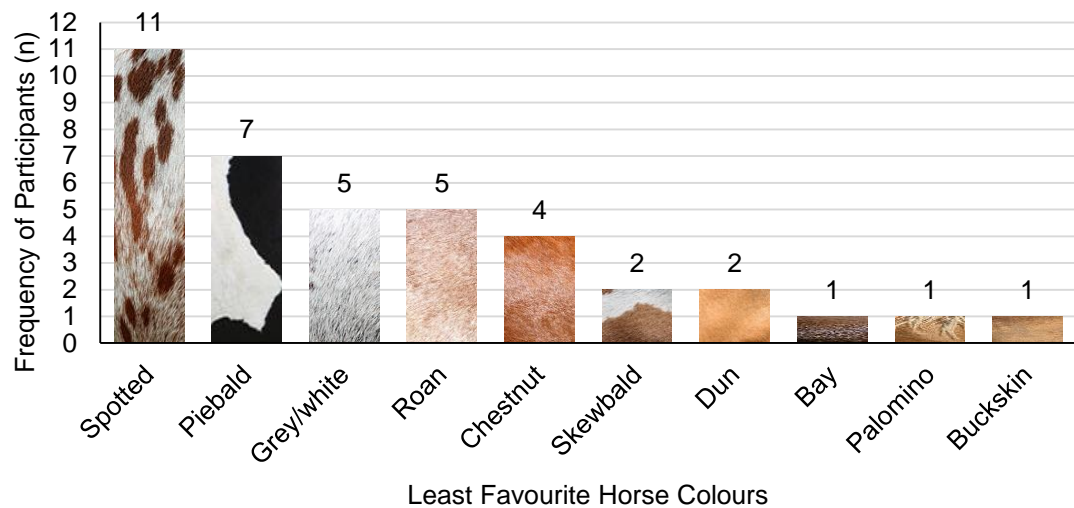 Frequency of Participants (n)
12
11
10
9
8
7
6
5
4
3
2
1
0
11
7
5
5
4
2
2
1
1
1
Spotted
Piebald
Grey/white
Roan
Chestnut
Skewbald
Dun
Bay
Palomino
Buckskin
Least Favourite Horse Colours